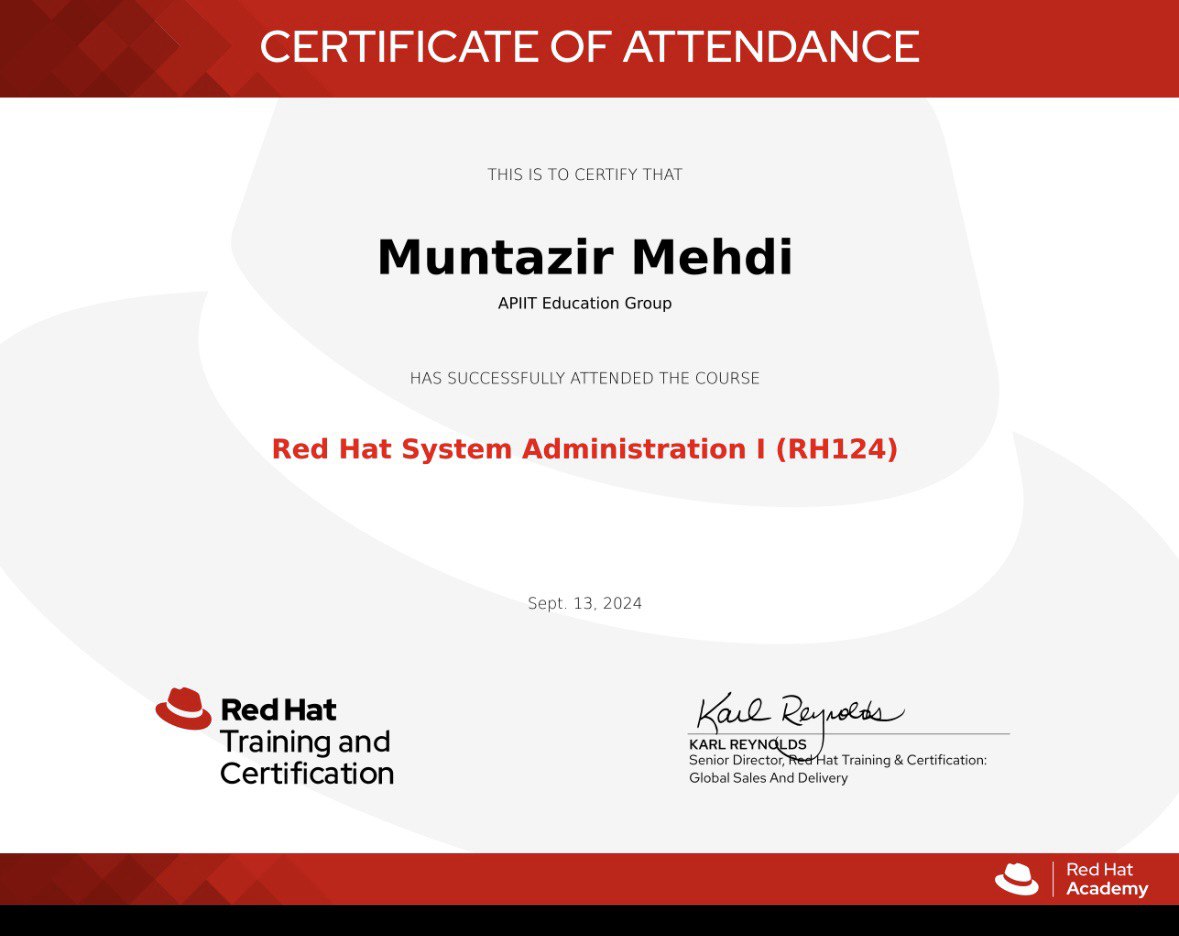 CERTIFICATE OF ATTENDANCE
THIS IS TO CERTIFY THAT
Muntazir Mehdi
APIIT Education Group
HAS SUCCESSFULLY ATTENDED THE COURSE
Red Hat System Administration I (RH124)
Sept. 13, 2024
Red Hat
Training and
Certification
Karl Reynolds
KARL REYNOLDS
Senior Director, Red Hat Training & Certification:
Global Sales And Delivery
Red Hat
Academy